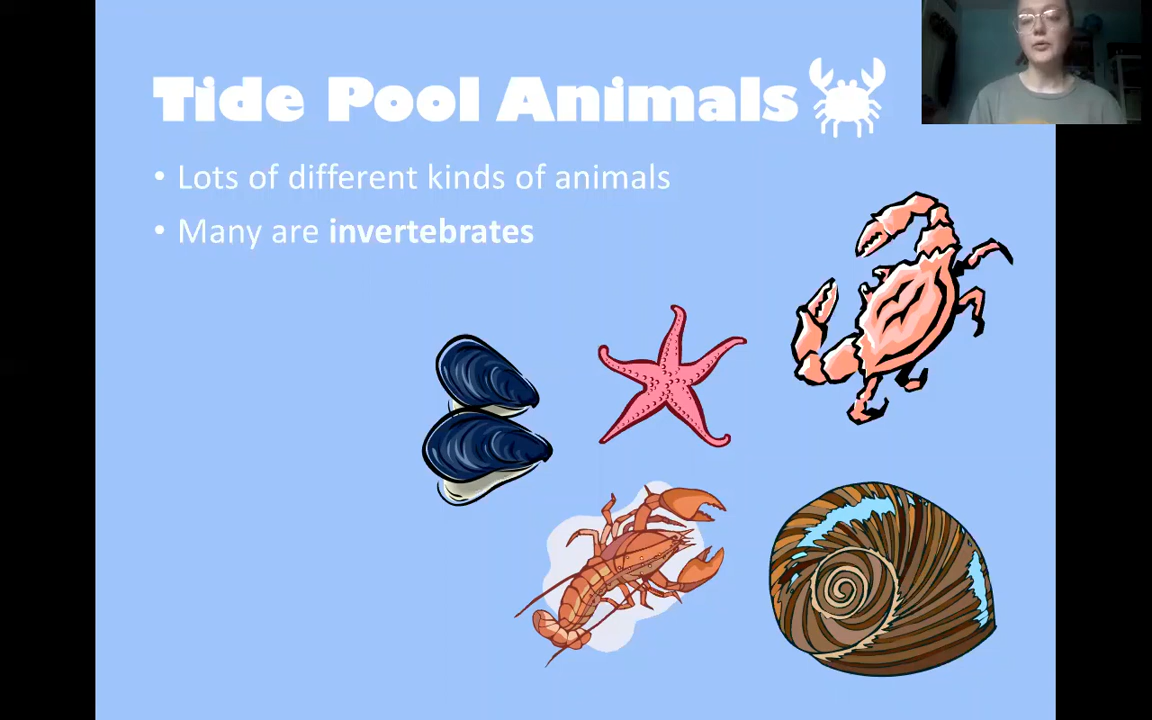 Tide Pool Animals
• Lots of different kinds of animals
• Many are invertebrates